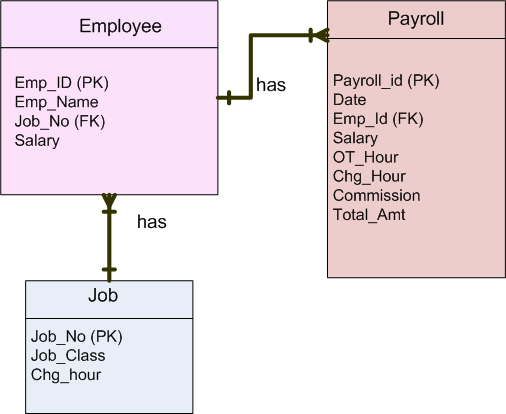 Employee
Emp_ID (PK)
Emp_Name
Job_No (FK)
Salary
has
Payroll
Payroll_id (PK)
Date
Emp_Id (FK)
Salary
OT_Hour
Chg_Hour
Commission
Total_Amt
has
Job
Job_No (PK)
Job_Class
Chg_hour